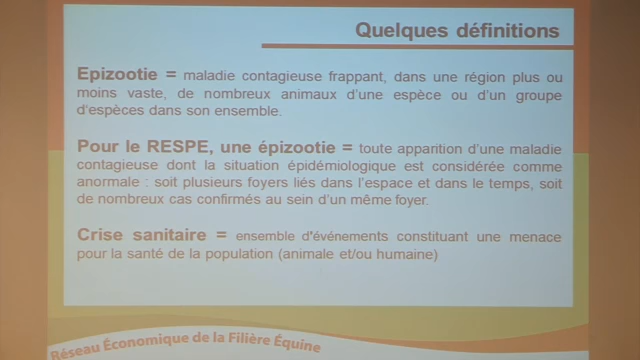 Quelques définitions
Epizootie = maladie contagieuse frappant, dans une région plus ou
moins vaste, de nombreux animaux d'une espèce ou d'un groupe
d'espèces dans son ensemble.
Pour le RESPE, une épizootie = toute apparition d'une maladie
contagieuse dont la situation épidémiologique est considérée comme
anormale : soit plusieurs foyers liés dans l'espace et dans le temps, soit
de nombreux cas confirmés au sein d'un même foyer.
Crise sanitaire = ensemble d'événements constituant une menace
pour la santé de la population (animale et/ou humaine)
Réseau Économique de la Filière Équine